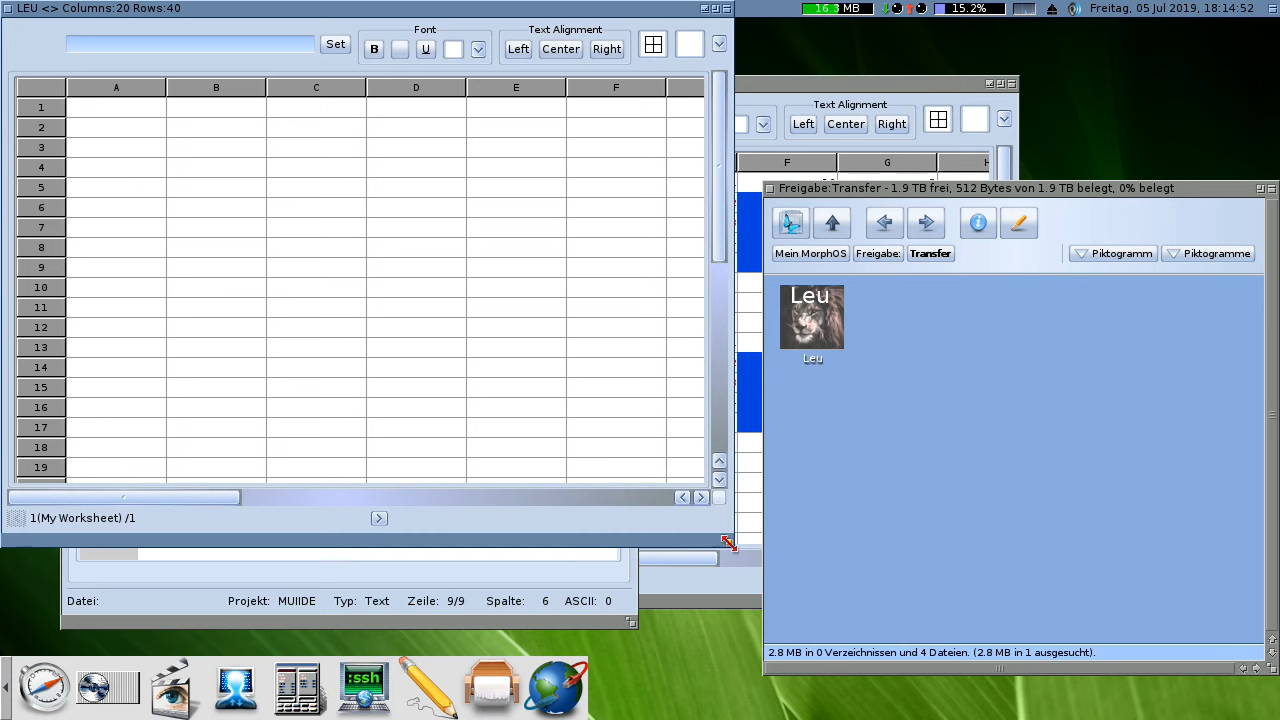 LEU <> Columns:20 Rows:40
16.3 MB
15.2%
Freitag, 05 Jul 2019, 18:14:52
Set
Font
B
U
Text Alignment
Left Center Right
A B C D E F
1
2
3
4
5
6
7
8
9
10
11
12
13
14
15
16
17
18
19
1(My Worksheet) /1
Text Alignment
Left Center Right
F G H
Freigabe:Transfer - 1.9 TB frei, 512 Bytes von 1.9 TB belegt, 0% belegt
Mein MorphOS Freigabe: Transfer Piktogramm Piktogramme
Leu
Leu
2.8 MB in 0 Verzeichnissen und 4 Dateien. (2.8 MB in 1 ausgesucht).
Datei: Projekt: MUIIDE Typ: Text Zeile: 9/9 Spalte: 6 ASCII: 0
:ssh